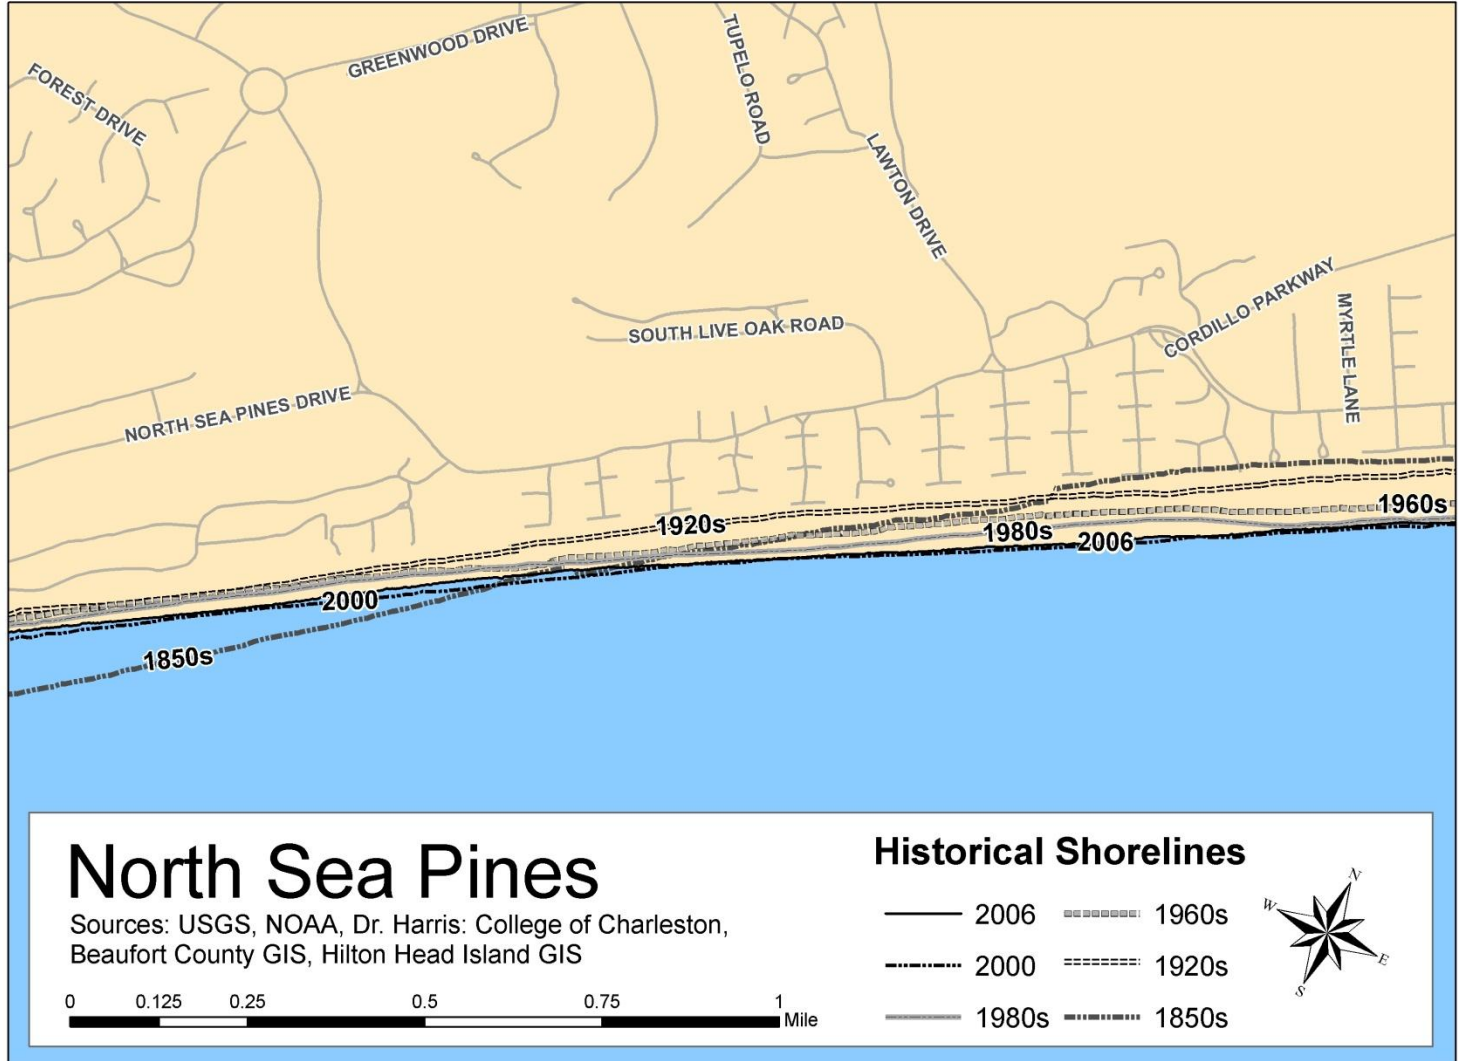 GREENWOOD DRIVE
TUPELO ROAD
FOREST DRIVE
LAWTON DRIVE
CORDILLO PARKWAY
MYRTLE LANE
SOUTH LIVE OAK ROAD
NORTH SEA PINES DRIVE
1960s
1920s
1980s
2006
2000
1850s
North Sea Pines
Sources: USGS, NOAA, Dr. Harris: College of Charleston,
Beaufort County GIS, Hilton Head Island GIS
0 0.125 0.25 0.5 0.75 1
Mile
Historical Shorelines
2006 1960s
2000 1920s
1980s 1850s
N
W
E
S